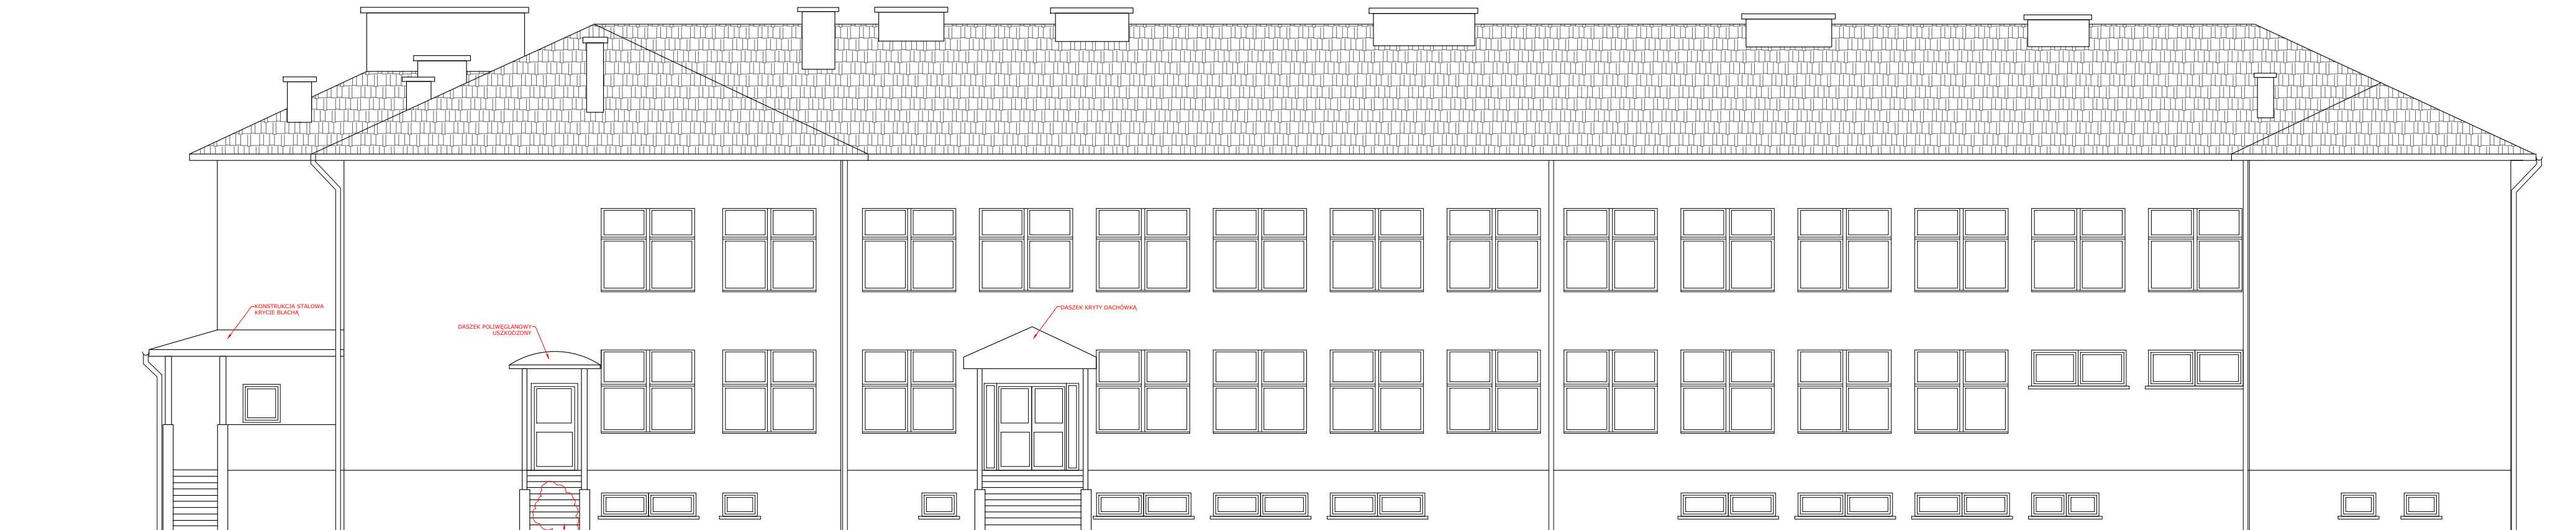 KONSTRUKCJA STALOWA
KRYCIE BLACHĄ
DASZEK POLIWĘGLANOWY
USZKODZONY
DASZEK KRYTY DACHÓWKĄ